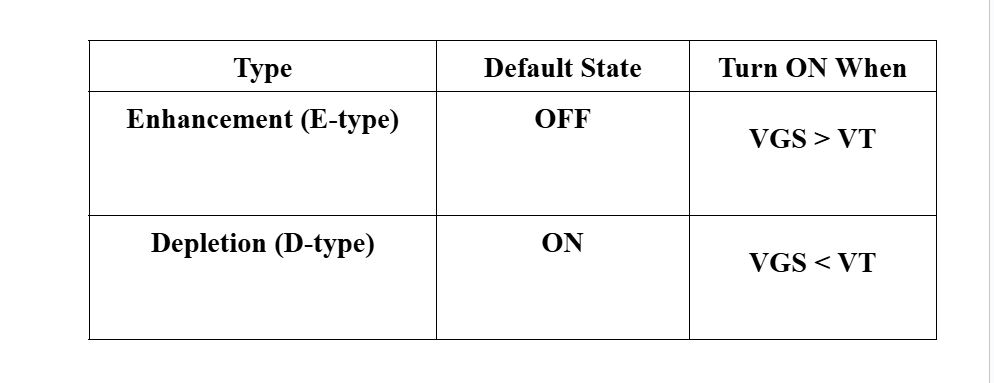 Type Default State Turn ON When
Enhancement (E-type) OFF VGS > VT
Depletion (D-type) ON VGS < VT